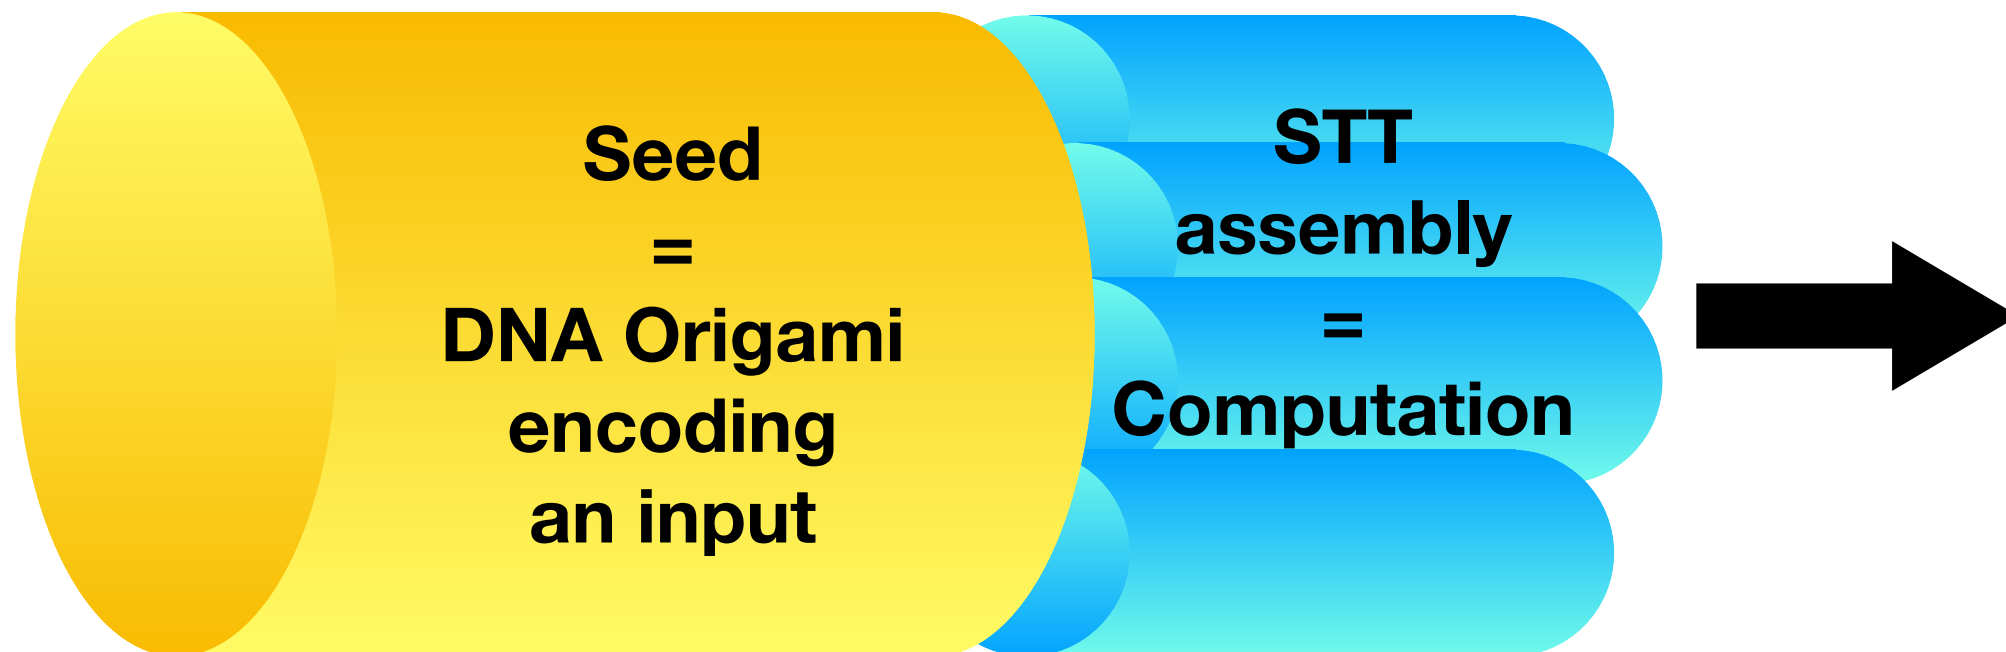 Seed
=
DNA Origami
encoding
an input
STT
assembly
=
Computation